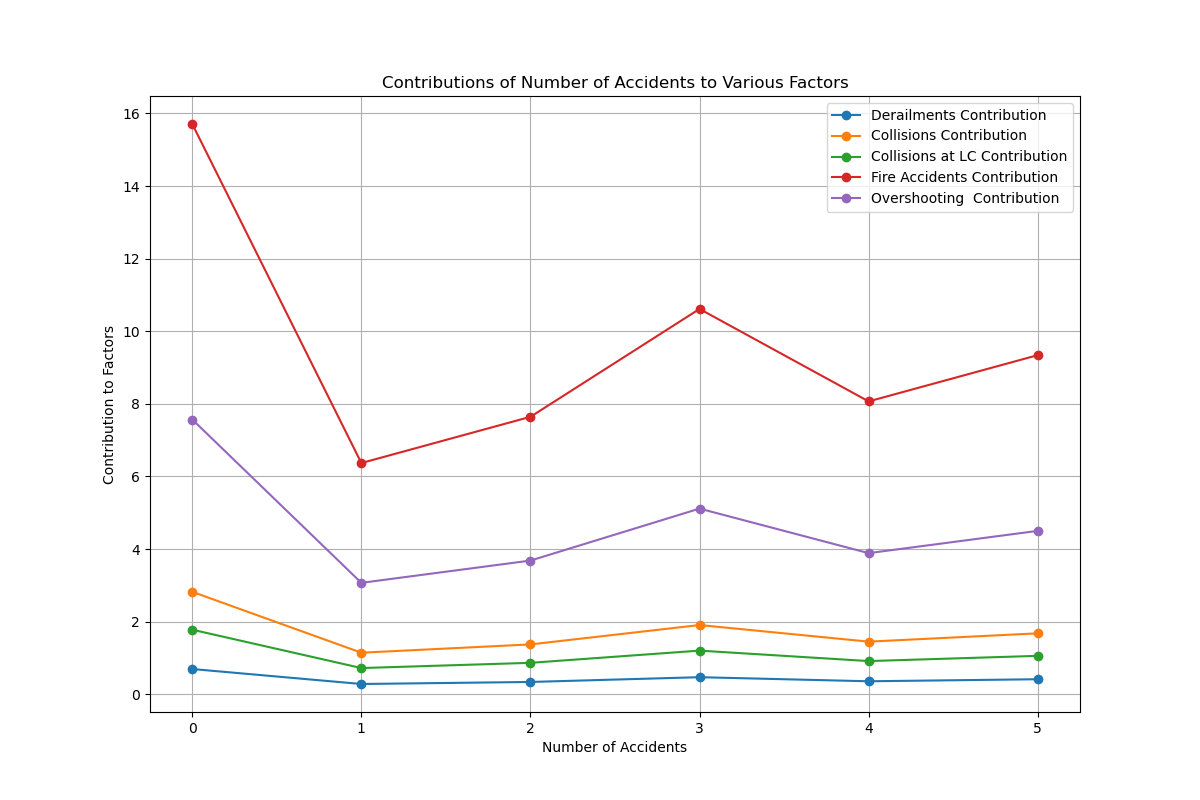 Contributions of Number of Accidents to Various Factors
Derailments Contribution
Collisions Contribution
Collisions at LC Contribution
Fire Accidents Contribution
Overshooting  Contribution
Contribution to Factors
16
14
12
10
8
6
4
2
0
0 1 2 3 4 5
Number of Accidents